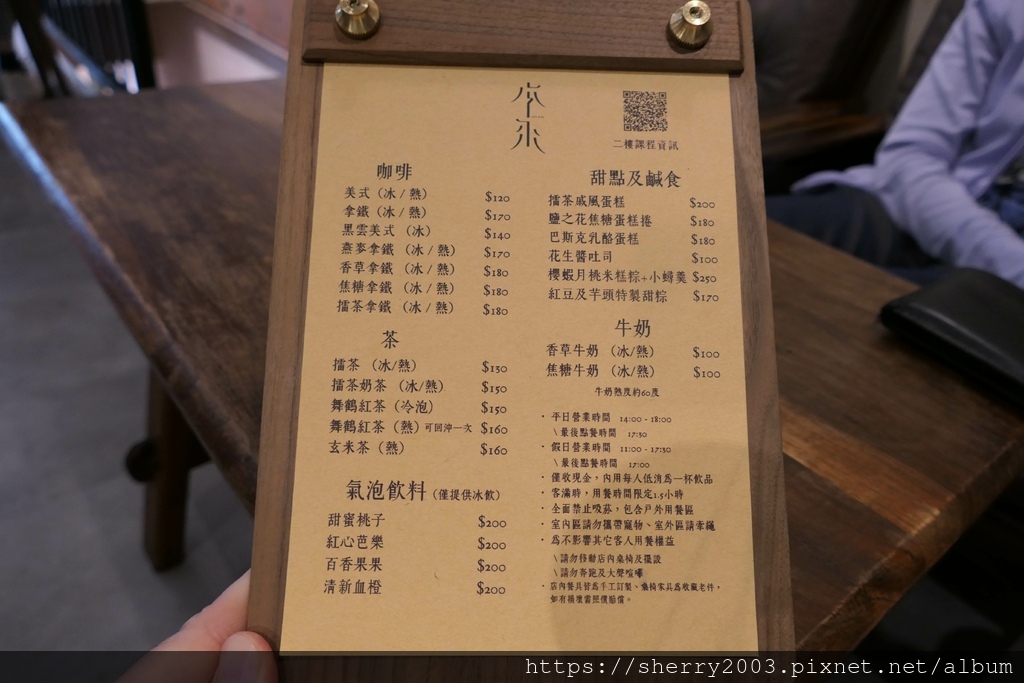 二樓課程資訊
咖啡
美式（冰 / 熱） $120
拿鐵（冰 / 熱） $170
黑雲美式（冰） $140
燕麥拿鐵（冰 / 熱） $170
香草拿鐵（冰 / 熱） $180
焦糖拿鐵（冰 / 熱） $180
擂茶拿鐵（冰 / 熱） $180
茶
擂茶（冰/熱） $130
擂茶奶茶（冰/熱） $150
舞鶴紅茶（冷泡） $150
舞鶴紅茶（熱）可回沖一次 $160
玄米茶（熱） $160
氣泡飲料（僅提供冰飲）
甜蜜桃子 $200
紅心芭樂 $200
百香果果 $200
清新血橙 $200
甜點及鹹食
擂茶戚風蛋糕 $200
鹽之花焦糖蛋糕捲 $180
巴斯克乳酪蛋糕 $180
花生醬吐司 $100
櫻蝦月桃米糕粽+小蟳羹 $250
紅豆及芋頭特製甜粽 $170
牛奶
香草牛奶（冰/熱） $100
焦糖牛奶（冰/熱） $100
牛奶熱度約60度
· 平日營業時間 14:00 - 18:00
\ 最後點餐時間 17:30
· 假日營業時間 11:00 - 17:30
\ 最後點餐時間 17:00
· 僅收現金，內用每人低消為一杯飲品
· 客滿時，用餐時間限定1.5小時
· 全面禁止吸菸，包含戶外用餐區
· 室內區請勿攜帶寵物、室外區請牽繩
· 為不影響其它客人用餐權益
\ 請勿移動店內桌椅及擺設
\ 請勿奔跑及大聲喧嘩
· 店內餐具皆為手工訂製、桌椅家具為收藏老件，
如有損壞需照價賠償。
https://sherry2003.pixnet.net/album